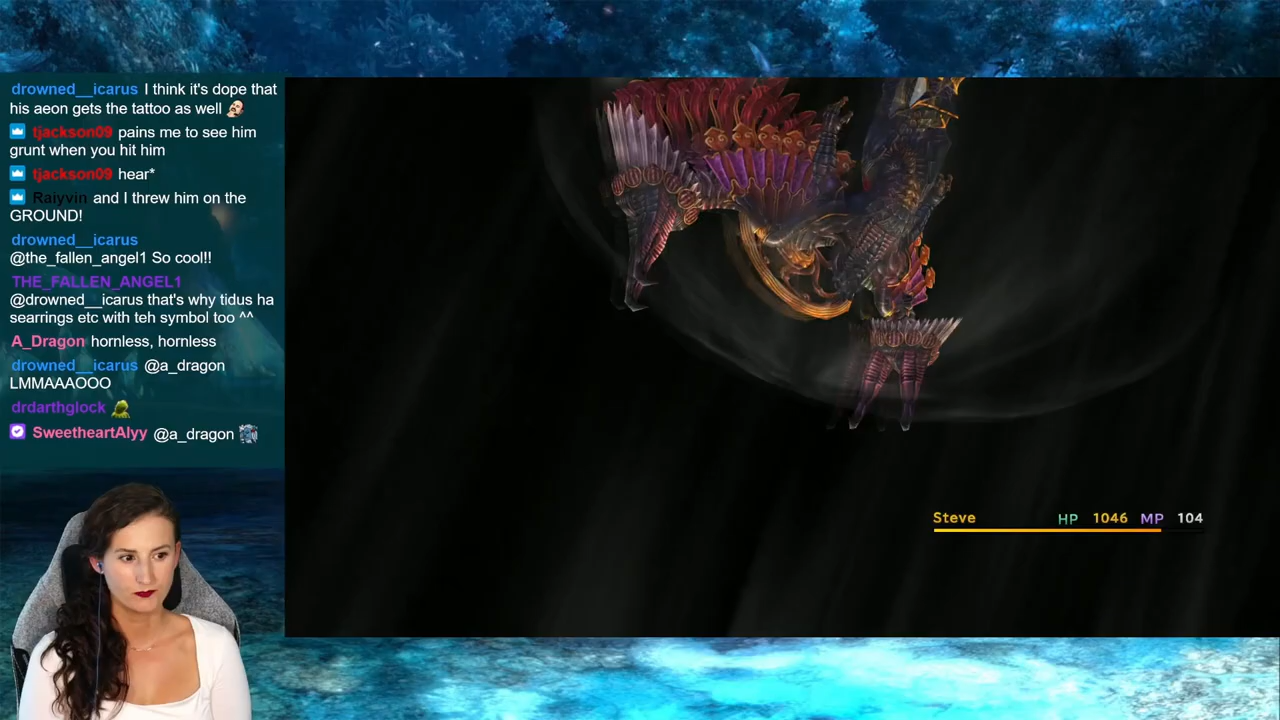 drowned__icarus I think it's dope that
his aeon gets the tattoo as well
tjackson09 pains me to see him
grunt when you hit him
tjackson09 hear*
Raiyvin and I threw him on the
GROUND!
drowned__icarus
@the_fallen_angel1 So cool!!
THE_FALLEN_ANGEL1
@drowned__icarus that's why tidus ha
searrings etc with teh symbol too ^^
A_Dragon hornless, hornless
drowned__icarus @a_dragon
LMMAAAOOO
drdarthglock
SweetheartAlyy @a_dragon
Steve HP 1046 MP 104